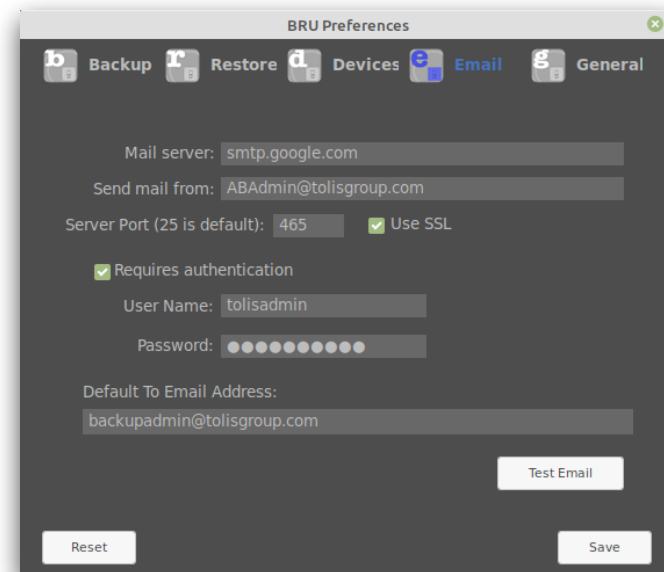 BRU Preferences
b Backup r Restore d Devices e Email g General
Mail server: smtp.google.com
Send mail from: ABAdmin@tolisgroup.com
Server Port (25 is default): 465 Use SSL
Requires authentication
User Name: tolisadmin
Password: ●●●●●●●●●●
Default To Email Address:
backupadmin@tolisgroup.com
Test Email
Reset Save